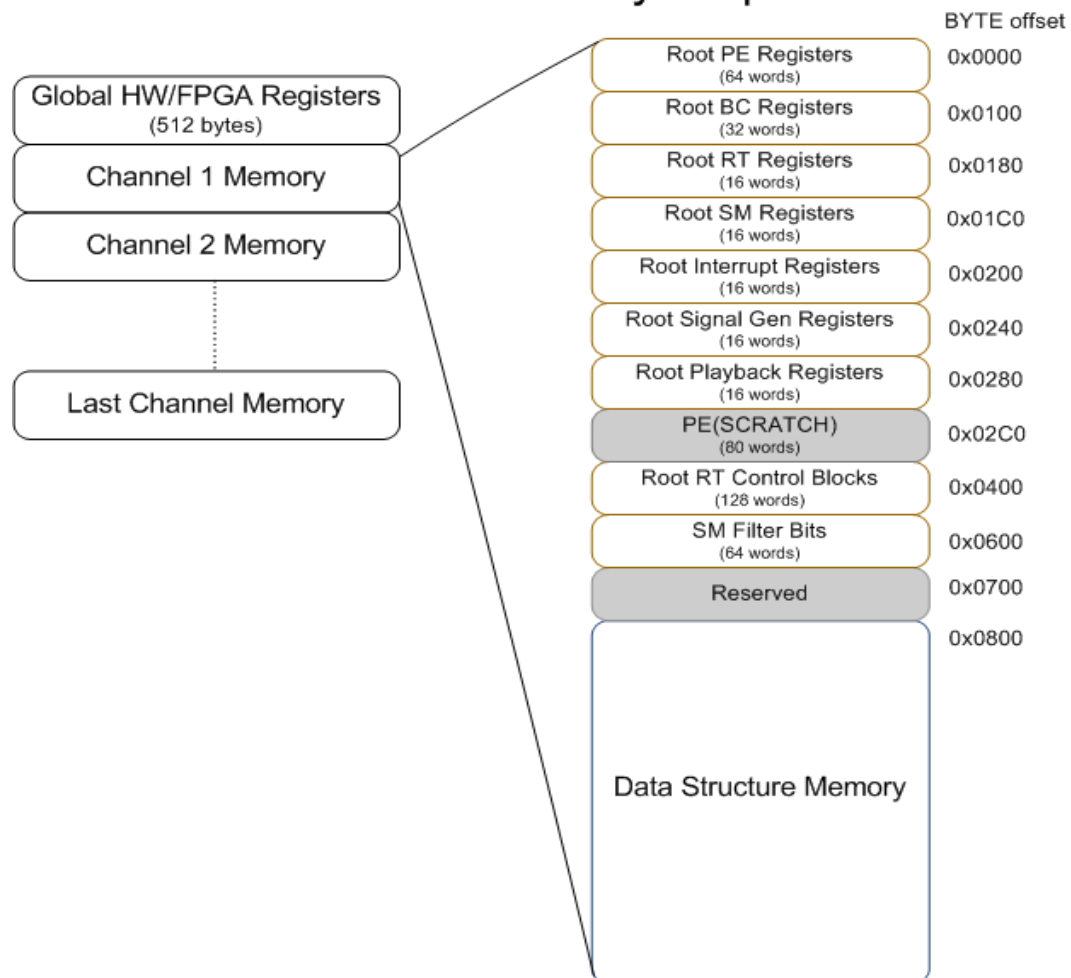 BYTE offset
Global HW/FPGA Registers
(512 bytes)
Channel 1 Memory
Channel 2 Memory
Last Channel Memory
Root PE Registers
(64 words)
0x0000
Root BC Registers
(32 words)
0x0100
Root RT Registers
(16 words)
0x0180
Root SM Registers
(16 words)
0x01C0
Root Interrupt Registers
(16 words)
0x0200
Root Signal Gen Registers
(16 words)
0x0240
Root Playback Registers
(16 words)
0x0280
PE(SCRATCH)
(80 words)
0x02C0
Root RT Control Blocks
(128 words)
0x0400
SM Filter Bits
(64 words)
0x0600
Reserved
0x0700
0x0800
Data Structure Memory